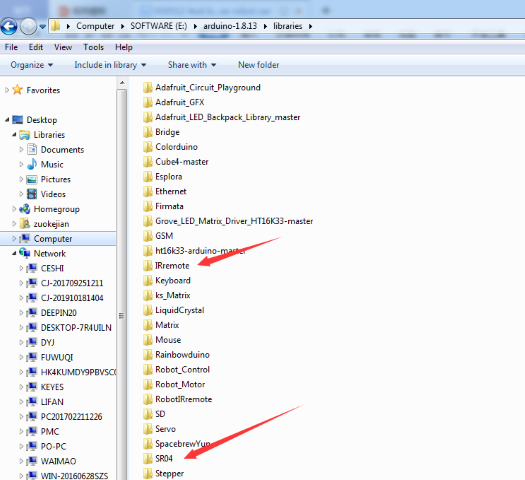 Computer ▸ SOFTWARE (E:) ▸ arduino-1.8.13 ▸ libraries ▸
File Edit View Tools Help
Organize Include in library Share with New folder
Favorites
Desktop
Libraries
Documents
Music
Pictures
Videos
Homegroup
zuokejian
Computer
Network
CESHI
CJ-201709251211
CJ-201910181404
DEEPIN20
DESKTOP-7R4UILN
DYJ
FUWUQI
HK4KUMDY9PBVSCO
KEYES
LIFAN
PC201702211226
PMC
PO-PC
WAIMAO
WIN-20160628SZS
Adafruit_Circuit_Playground
Adafruit_GFX
Adafruit_LED_Backpack_Library_master
Bridge
Colorduino
Cube4-master
Esplora
Ethernet
Firmata
Grove_LED_Matrix_Driver_HT16K33-master
GSM
ht16k33-arduino-master
IRremote
Keyboard
ks_Matrix
LiquidCrystal
Matrix
Mouse
Rainbowduino
Robot_Control
Robot_Motor
RobotIRremote
SD
Servo
SpacebrewYun
SR04
Stepper